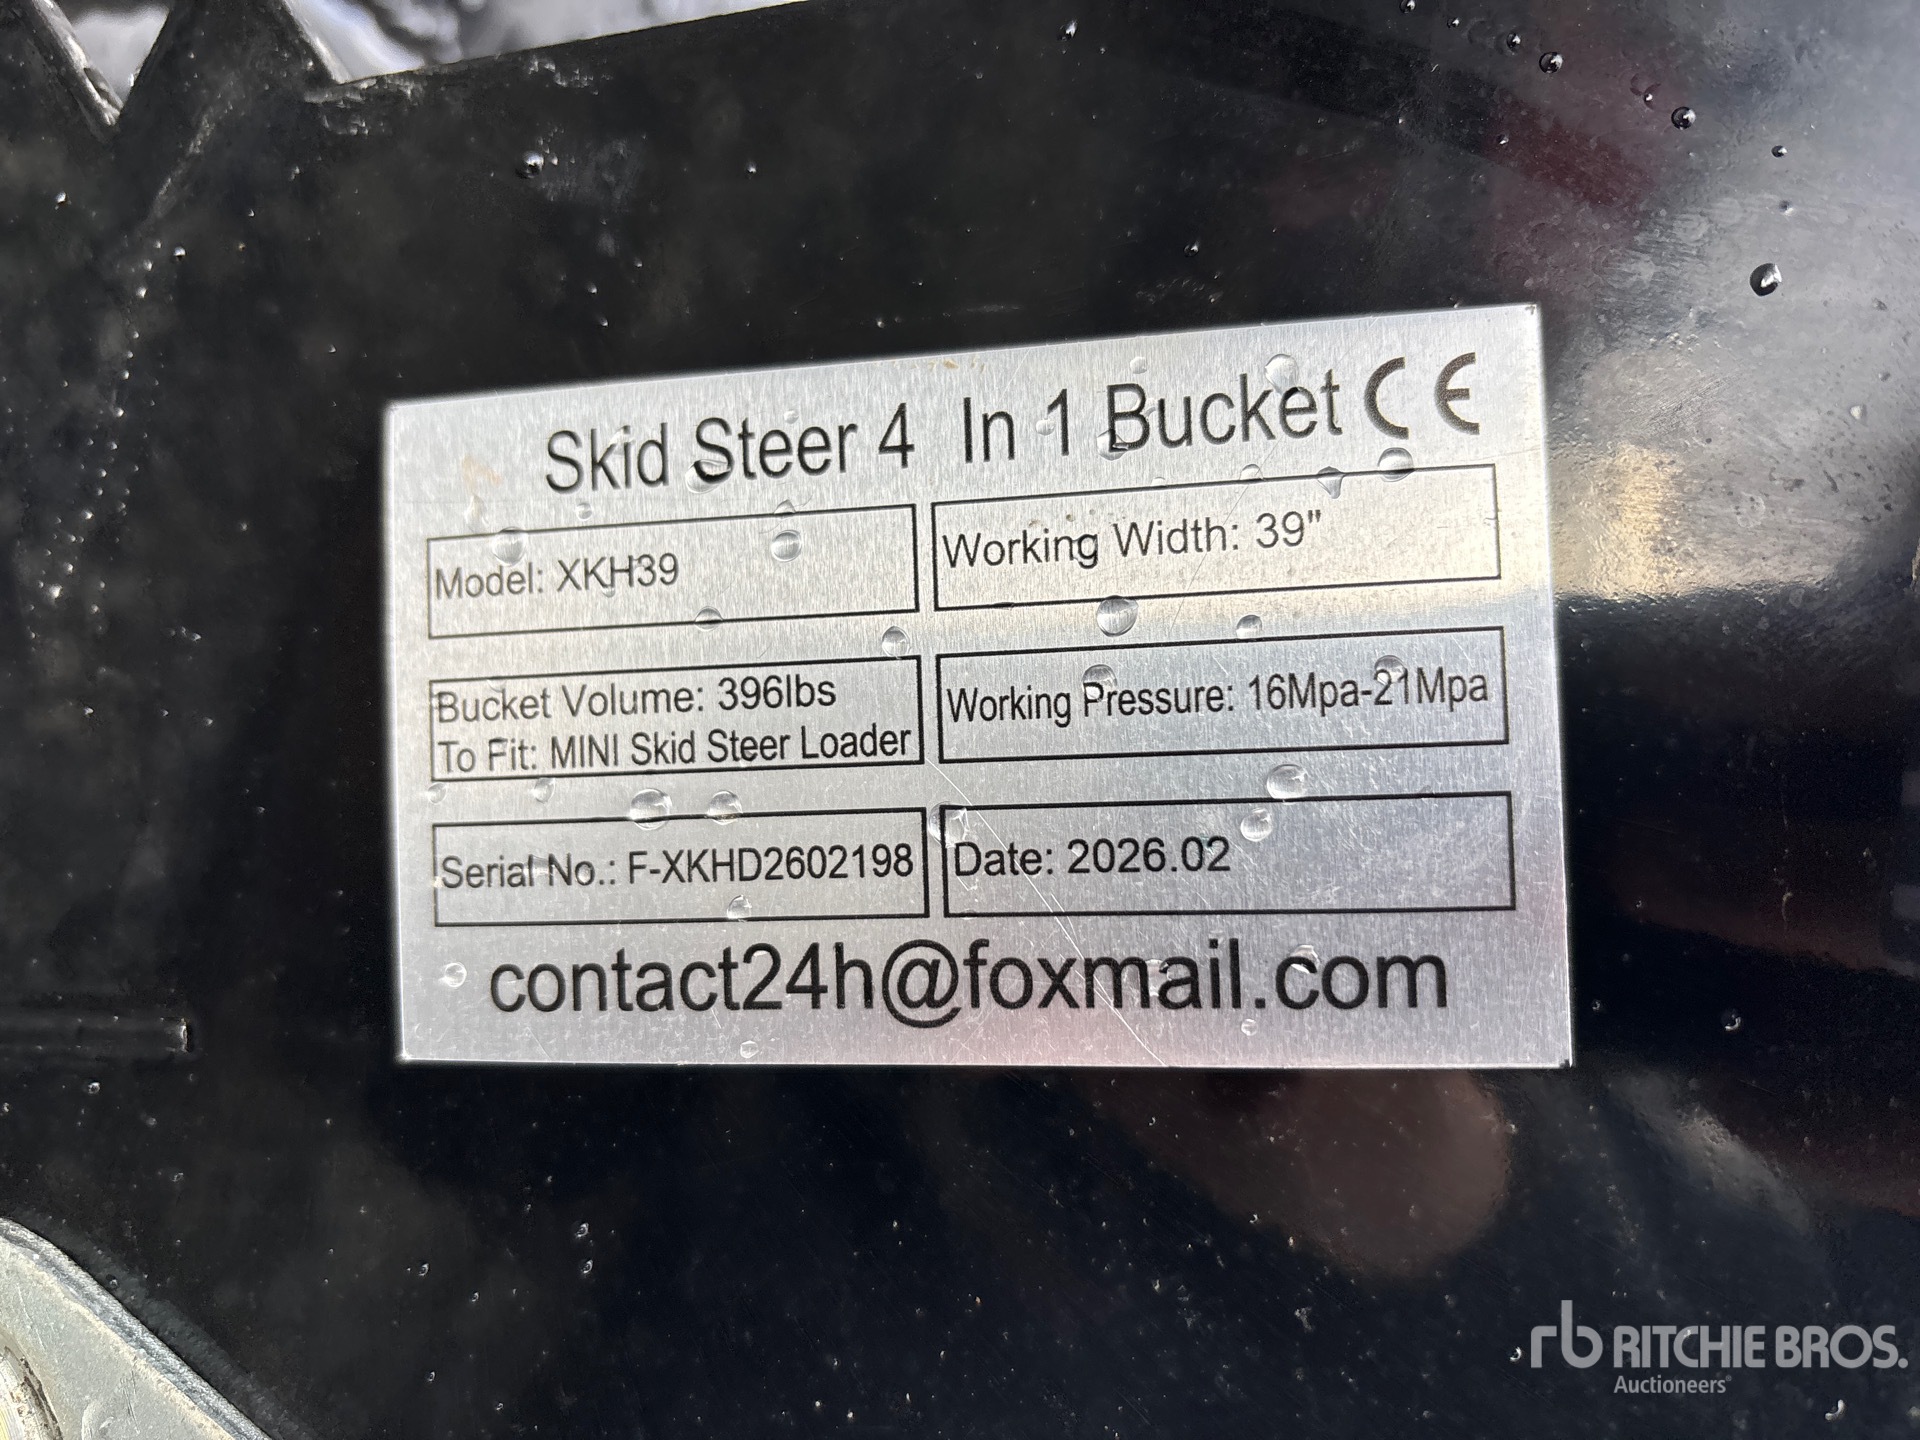 Skid Steer 4 In 1 Bucket CE
Model: XKH39
Working Width: 39"
Bucket Volume: 396lbs
To Fit: MINI Skid Steer Loader
Working Pressure: 16Mpa-21Mpa
Serial No.: F-XKHD2602198
Date: 2026.02
contact24h@foxmail.com
rb RITCHIE BROS.
Auctioneers